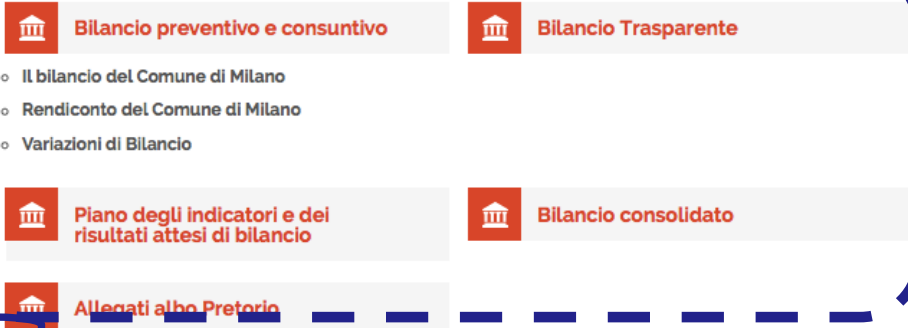 Bilancio preventivo e consuntivo
Il bilancio del Comune di Milano
Rendiconto del Comune di Milano
Variazioni di Bilancio
Bilancio Trasparente
Piano degli indicatori e dei
risultati attesi di bilancio
Bilancio consolidato
Allegati albo Pretorio